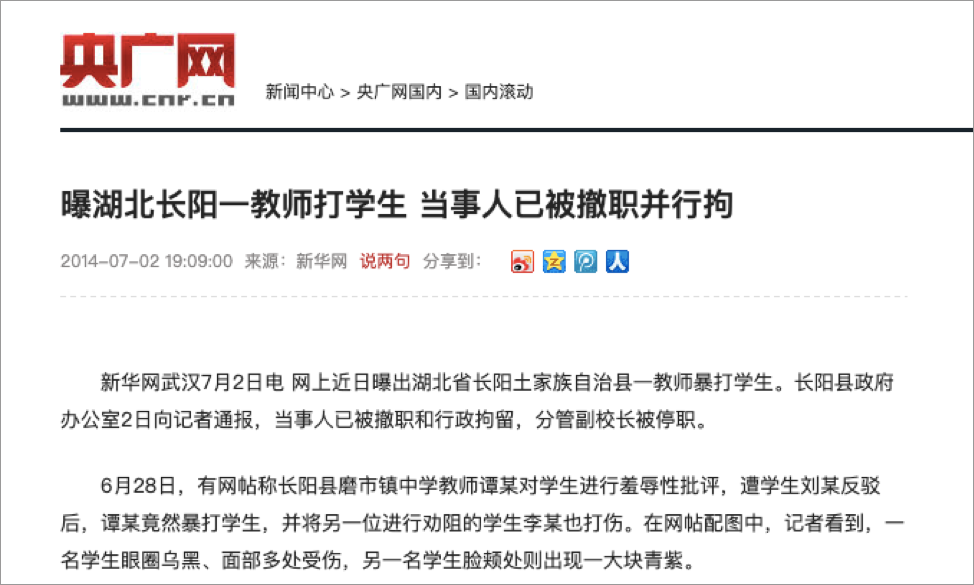 央广网
www.cnr.cn
新闻中心 > 央广网国内 > 国内滚动
曝湖北长阳一教师打学生 当事人已被撤职并行拘
2014-07-02 19:09:00 来源：新华网 说两句 分享到：
新华网武汉7月2日电 网上近日曝出湖北省长阳土家族自治县一教师暴打学生。长阳县政府
办公室2日向记者通报，当事人已被撤职和行政拘留，分管副校长被停职。
6月28日，有网帖称长阳县磨市镇中学教师谭某对学生进行羞辱性批评，遭学生刘某反驳
后，谭某竟然暴打学生，并将另一位进行劝阻的学生李某也打伤。在网帖配图中，记者看到，一
名学生眼圈乌黑、面部多处受伤，另一名学生脸颊处则出现一大块青紫。